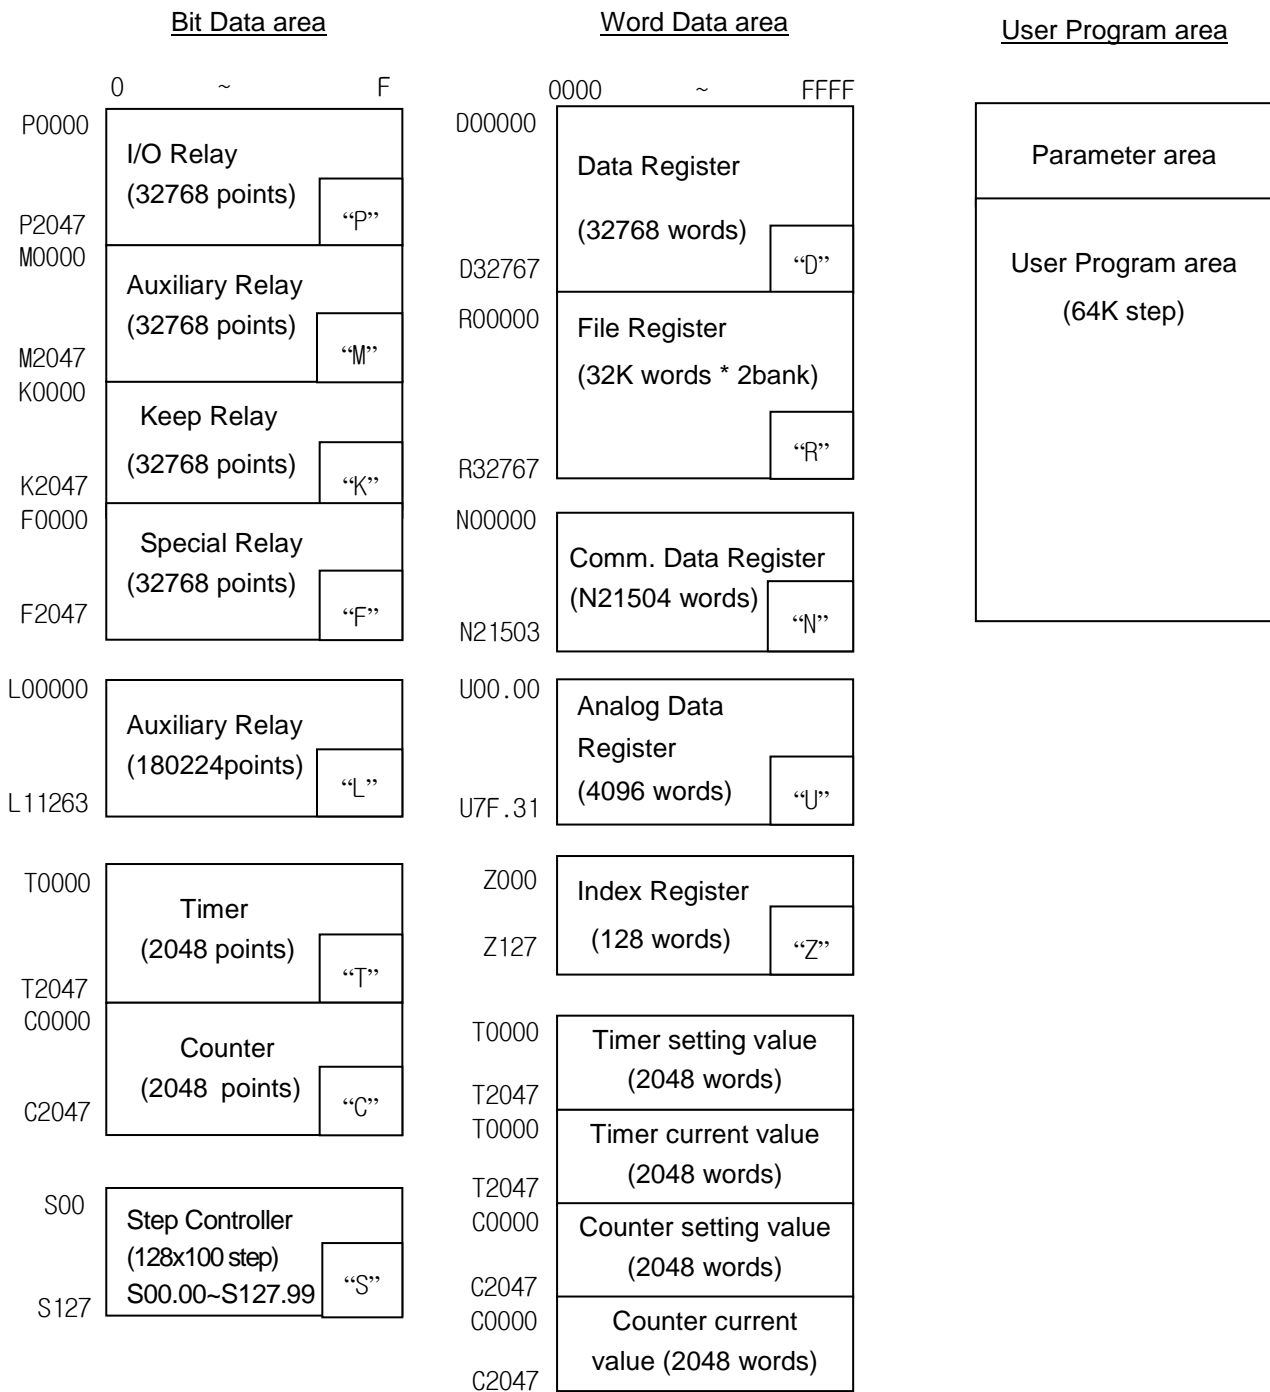 Bit Data area
0 ~ F
P0000
I/O Relay
(32768 points)
“P”
P2047
M0000
Auxiliary Relay
(32768 points)
“M”
M2047
K0000
Keep Relay
(32768 points)
“K”
K2047
F0000
Special Relay
(32768 points)
“F”
F2047
L00000
Auxiliary Relay
(180224points)
“L”
L11263
T0000
Timer
(2048 points)
“T”
T2047
C0000
Counter
(2048 points)
“C”
C2047
S00
Step Controller
(128x100 step)
S00.00~S127.99
“S”
S127
Word Data area
0000 ~ FFFF
D00000
Data Register
(32768 words)
“D”
D32767
R00000
File Register
(32K words * 2bank)
“R”
R32767
N00000
Comm. Data Register
(N21504 words)
“N”
N21503
U00.00
Analog Data
Register
(4096 words)
“U”
U7F.31
Z000
Index Register
(128 words)
“Z”
Z127
T0000
Timer setting value
(2048 words)
T2047
T0000
Timer current value
(2048 words)
T2047
C0000
Counter setting value
(2048 words)
C2047
C0000
Counter current
value (2048 words)
C2047
User Program area
Parameter area
User Program area
(64K step)